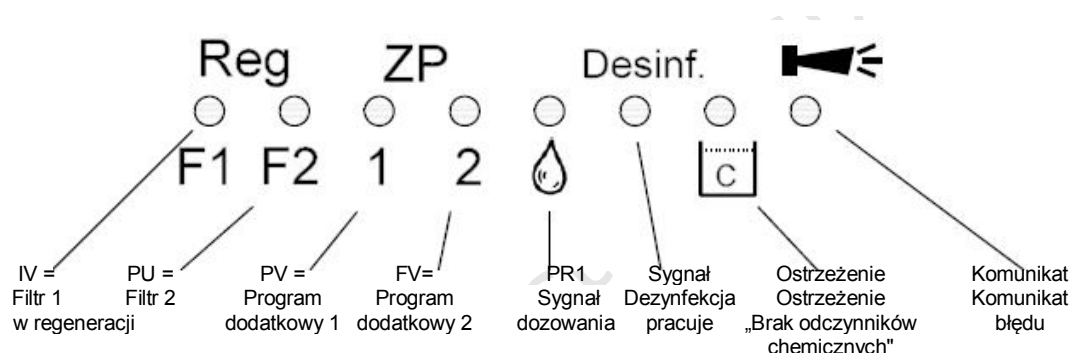 Reg ZP Desinf.
F1 F2 1 2 C
IV = PU = PV = FV= PR1 Sygnał Ostrzeżenie Komunikat
Filtr 1 Filtr 2 Program Program Sygnał Dezynfekcja Ostrzeżenie Komunikat
w regeneracji dodatkowy 1 dodatkowy 2 dozowania pracuje „Brak odczynników błędu
chemicznych"